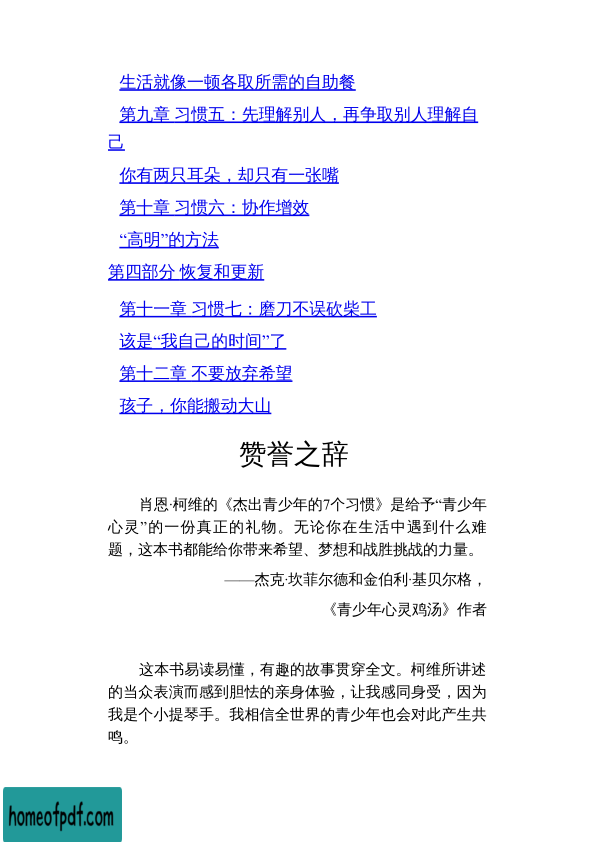 生活就像一顿各取所需的自助餐
第九章 习惯五：先理解别人，再争取别人理解自
己
你有两只耳朵，却只有一张嘴
第十章 习惯六：协作增效
“高明”的方法
第四部分 恢复和更新
第十一章 习惯七：磨刀不误砍柴工
该是“我自己的时间”了
第十二章 不要放弃希望
孩子，你能搬动大山
赞誉之辞
肖恩·柯维的《杰出青少年的7个习惯》是给予“青少年
心灵”的一份真正的礼物。无论你在生活中遇到什么难
题，这本书都能给你带来希望、梦想和战胜挑战的力量。
——杰克·坎菲尔德和金伯利·基贝尔格，
《青少年心灵鸡汤》作者
这本书易读易懂，有趣的故事贯穿全文。柯维所讲述
的当众表演而感到胆怯的亲身体验，让我感同身受，因为
我是个小提琴手。我相信全世界的青少年也会对此产生共
鸣。
homeofpdf.com